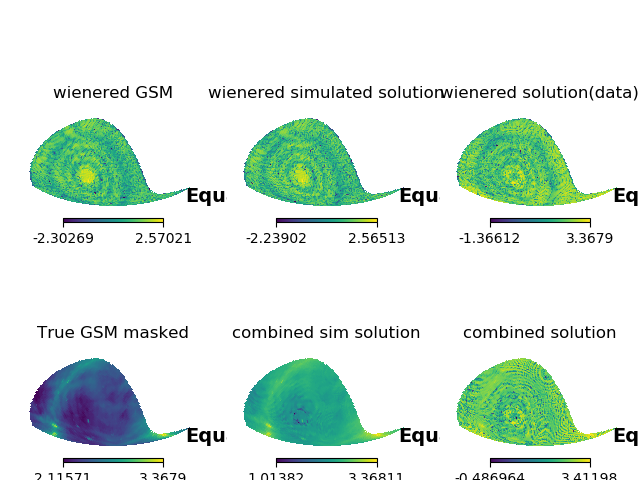 wienered GSM
wienered simulated solution
wienered solution(data)
Equ
Equ
Eq
-2.30269 2.57021
-2.23902 2.56513
-1.36612 3.3679
True GSM masked
combined sim solution
combined solution
Equ
Equ
Eq
2.11571 3.3679
1.01382 3.36811
-0.486964 3.41198